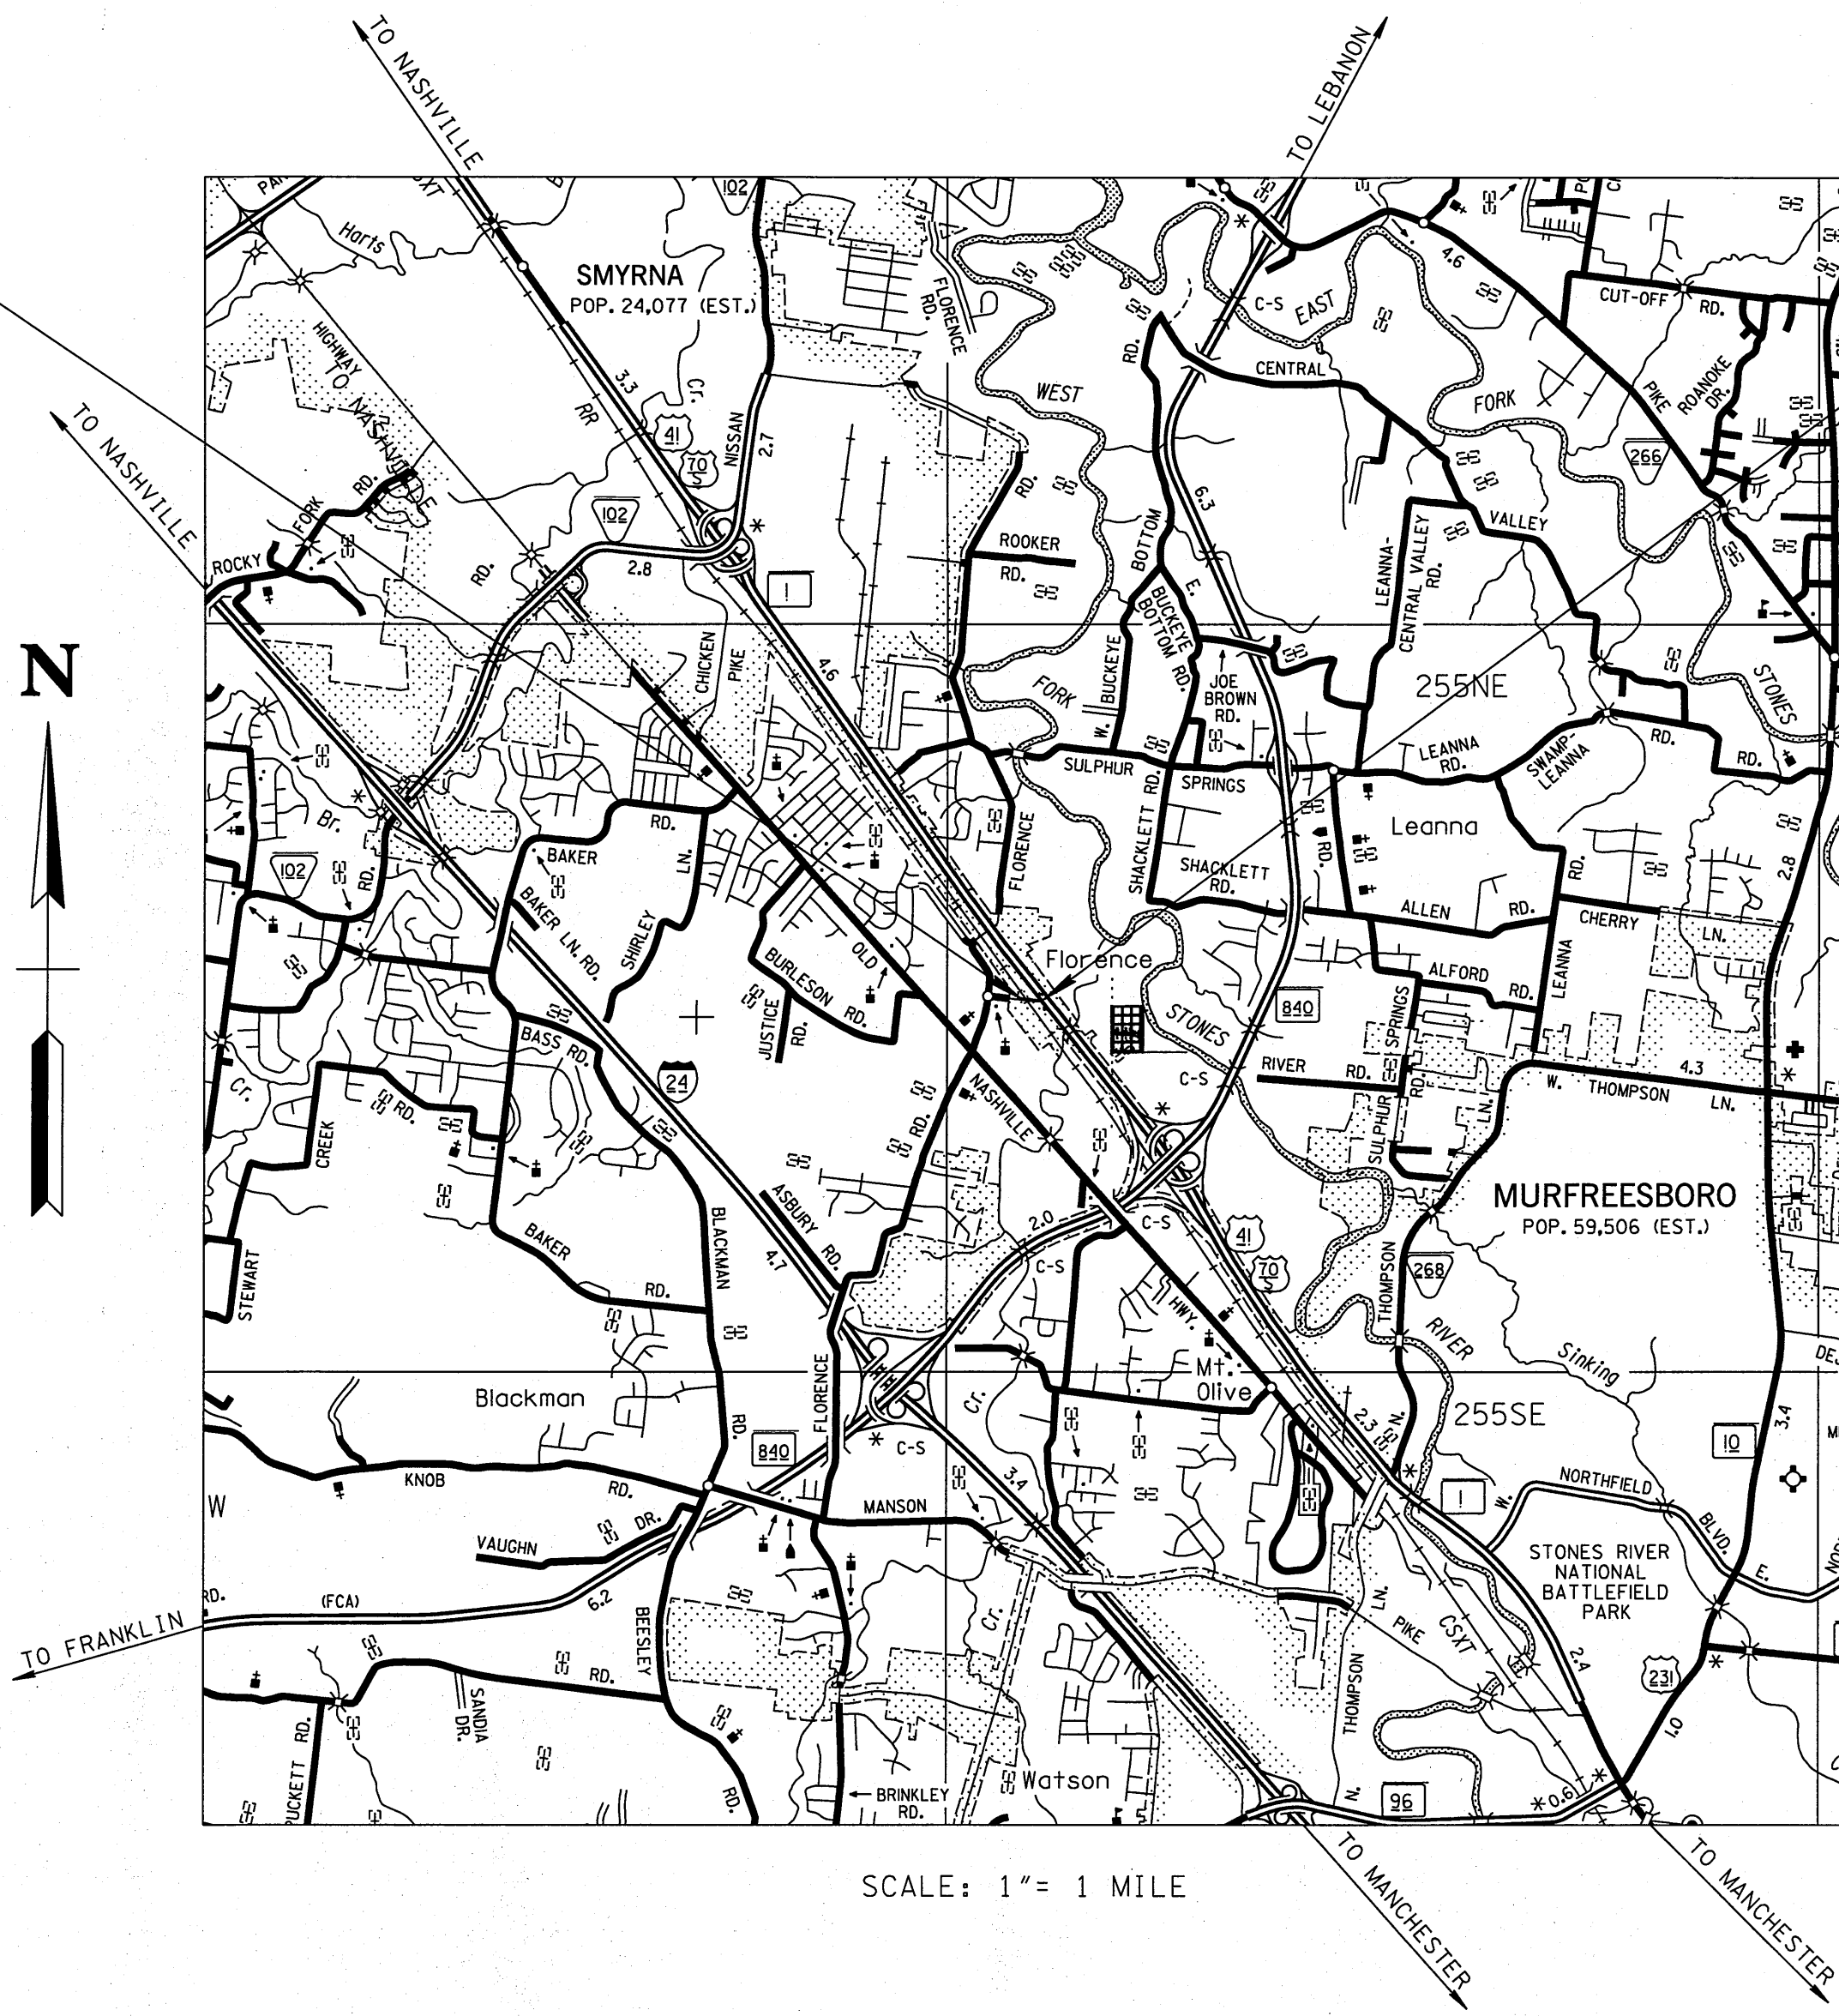 TO NASHVILLE
TO LEBANON
102
Harts
SMYRNA
POP. 24,077 (EST.)
FLORENCE
RD.
C-S
EAST
4.6
CUT-OFF
RD.
HIGHWAY
TO NASHVILLE
3.3
RR
Cr.
WEST
RD.
CENTRAL
FORK
PIKE
ROANOKE
DR.
TO NASHVILLE
41
70
S
NISSAN
2.7
266
ROCKY
FORK
RD.
RD.
102
2.8
1
RD.
ROOKER
RD.
BOTTOM
6.3
LEANNA-
CENTRAL VALLEY
RD.
VALLEY
N
CHICKEN
PIKE
4.6
FORK
W. BUCKEYE
E.
BUCKEYE
BOTTOM RD.
JOE
BROWN
RD.
255NE
STONES
SULPHUR
SPRINGS
LEANNA
RD.
SWAMP-
LEANNA
RD.
RD.
Br.
102
RD.
BAKER
RD.
LN.
BAKER LN. RD.
SHIRLEY
FLORENCE
SHACKLETT RD.
SHACKLETT
RD.
RD.
Leanna
ALLEN
RD.
RD.
CHERRY
LN.
2.8
OLD
BURLESON
RD.
JUSTICE
RD.
Florence
STONES
840
ALFORD
RD.
LEANNA
SPRINGS
BASS RD.
24
Cr.
CREEK
RD.
NASHVILLE
RD.
C-S
RIVER
RD.
SULPHUR
RD.
LN.
W.
THOMPSON
LN.
4.3
STEWART
BAKER
RD.
BLACKMAN
ASBURY RD.
4.7
2.0
C-S
C-S
41
70
S
HWY.
THOMPSON
268
RIVER
MURFREESBORO
POP. 59,506 (EST.)
Sinking
Mt.
Olive
Blackman
RD.
FLORENCE
840
C-S
Cr.
2.3
N.
255SE
10
3.4
W
KNOB
RD.
MANSON
3.4
1
W.
NORTHFIELD
BLVD.
E.
VAUGHN
DR.
STONES RIVER
NATIONAL
BATTLEFIELD
PARK
RD.
(FCA)
6.2
BEESLEY
Cr.
LN.
PIKE
CSXT
2.4
TO FRANKLIN
RD.
SANDIA
DR.
THOMPSON
231
1.0
PUCKETT RD.
RD.
BRINKLEY
RD.
Watson
N.
96
0.6
SCALE: 1"= 1 MILE
TO MANCHESTER
TO MANCHESTER